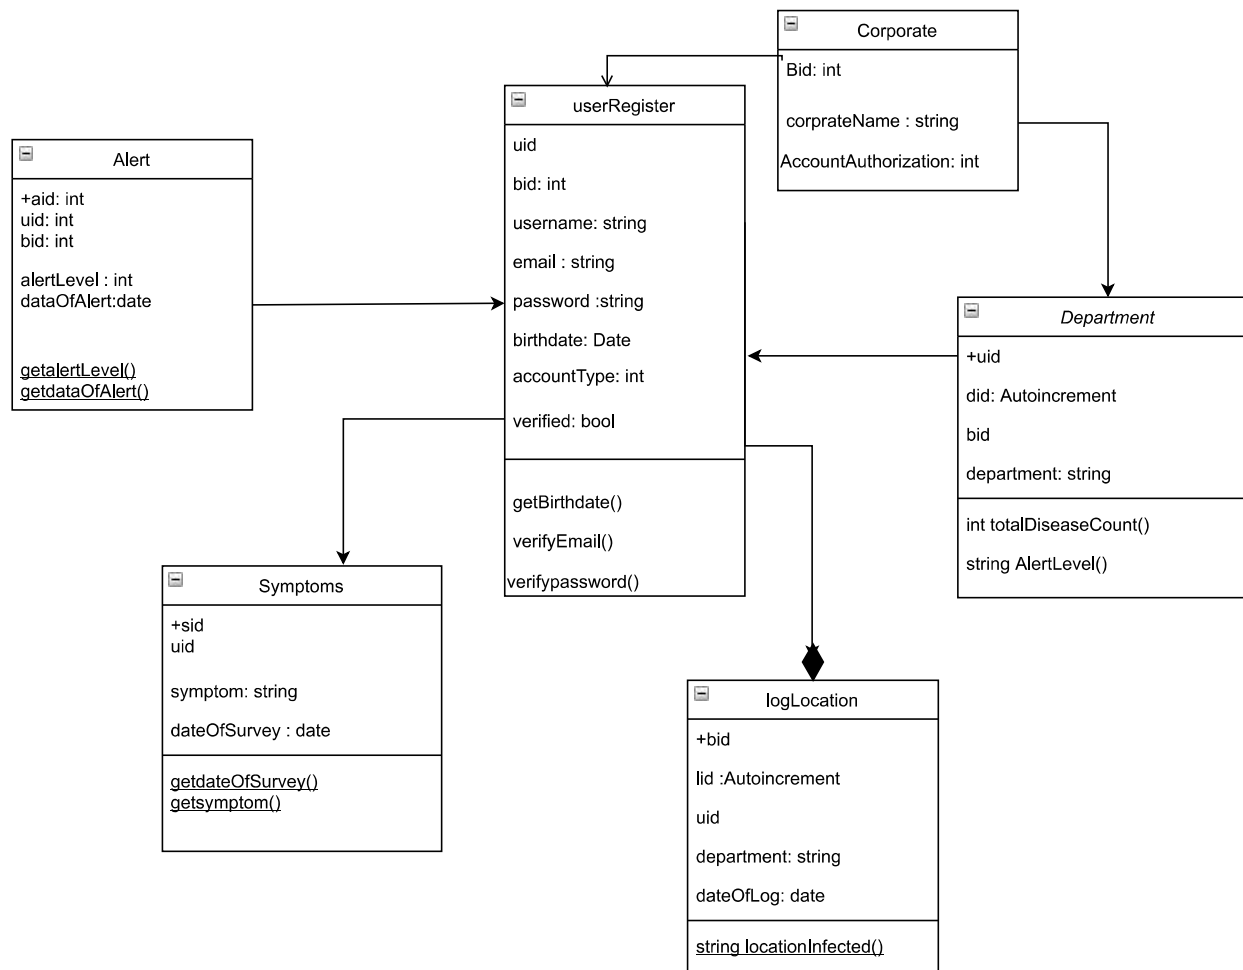 Corporate
Bid: int
corprateName : string
AccountAuthorization: int
userRegister
uid
bid: int
username: string
email : string
password :string
birthdate: Date
accountType: int
verified: bool
getBirthdate()
verifyEmail()
verifypassword()
Alert
+aid: int
uid: int
bid: int
alertLevel : int
dataOfAlert:date
getalertLevel()
getdataOfAlert()
Department
+uid
did: Autoincrement
bid
department: string
int totalDiseaseCount()
string AlertLevel()
Symptoms
+sid
uid
symptom: string
dateOfSurvey : date
getdateOfSurvey()
getsymptom()
logLocation
+bid
lid :Autoincrement
uid
department: string
dateOfLog: date
string locationInfected()